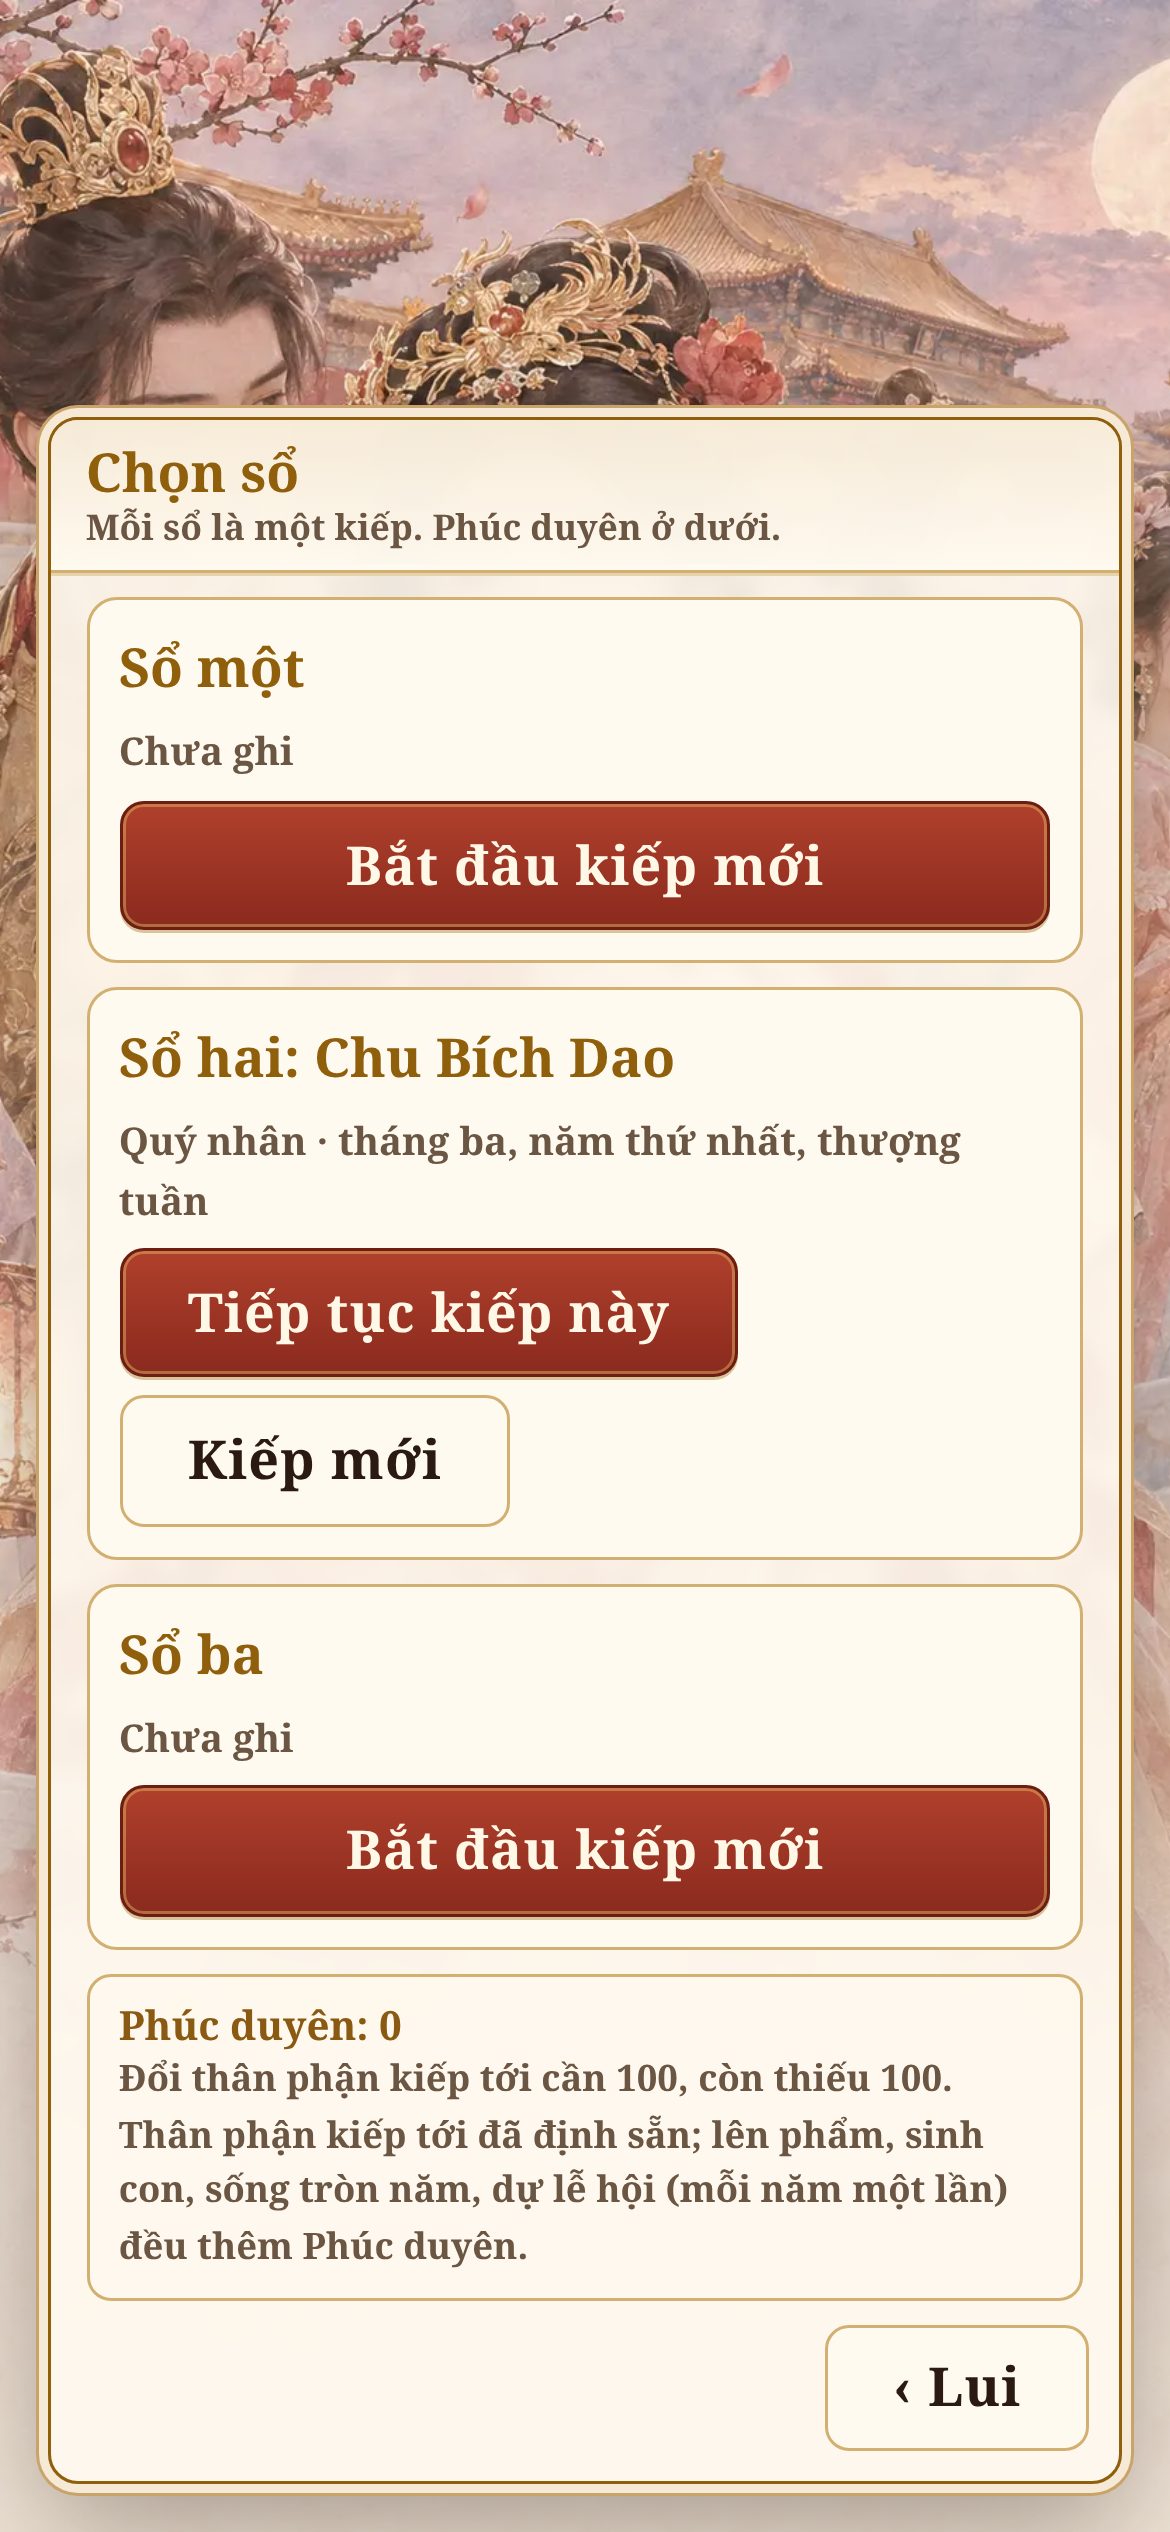 Chọn sổ
Mỗi sổ là một kiếp. Phúc duyên ở dưới.
Sổ một
Chưa ghi
Bắt đầu kiếp mới
Sổ hai: Chu Bích Dao
Quý nhân · tháng ba, năm thứ nhất, thượng
tuần
Tiếp tục kiếp này
Kiếp mới
Sổ ba
Chưa ghi
Bắt đầu kiếp mới
Phúc duyên: 0
Đổi thân phận kiếp tới cần 100, còn thiếu 100.
Thân phận kiếp tới đã định sẵn; lên phẩm, sinh
con, sống tròn năm, dự lễ hội (mỗi năm một lần)
đều thêm Phúc duyên.
‹ Lui